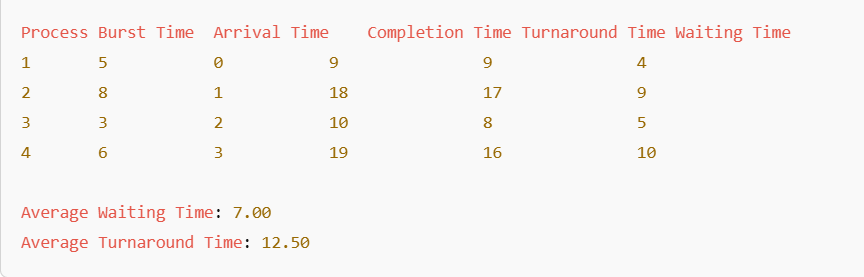 Process Burst Time Arrival Time Completion Time Turnaround Time Waiting Time
1 5 0 9 9 4
2 8 1 18 17 9
3 3 2 10 8 5
4 6 3 19 16 10
Average Waiting Time: 7.00
Average Turnaround Time: 12.50